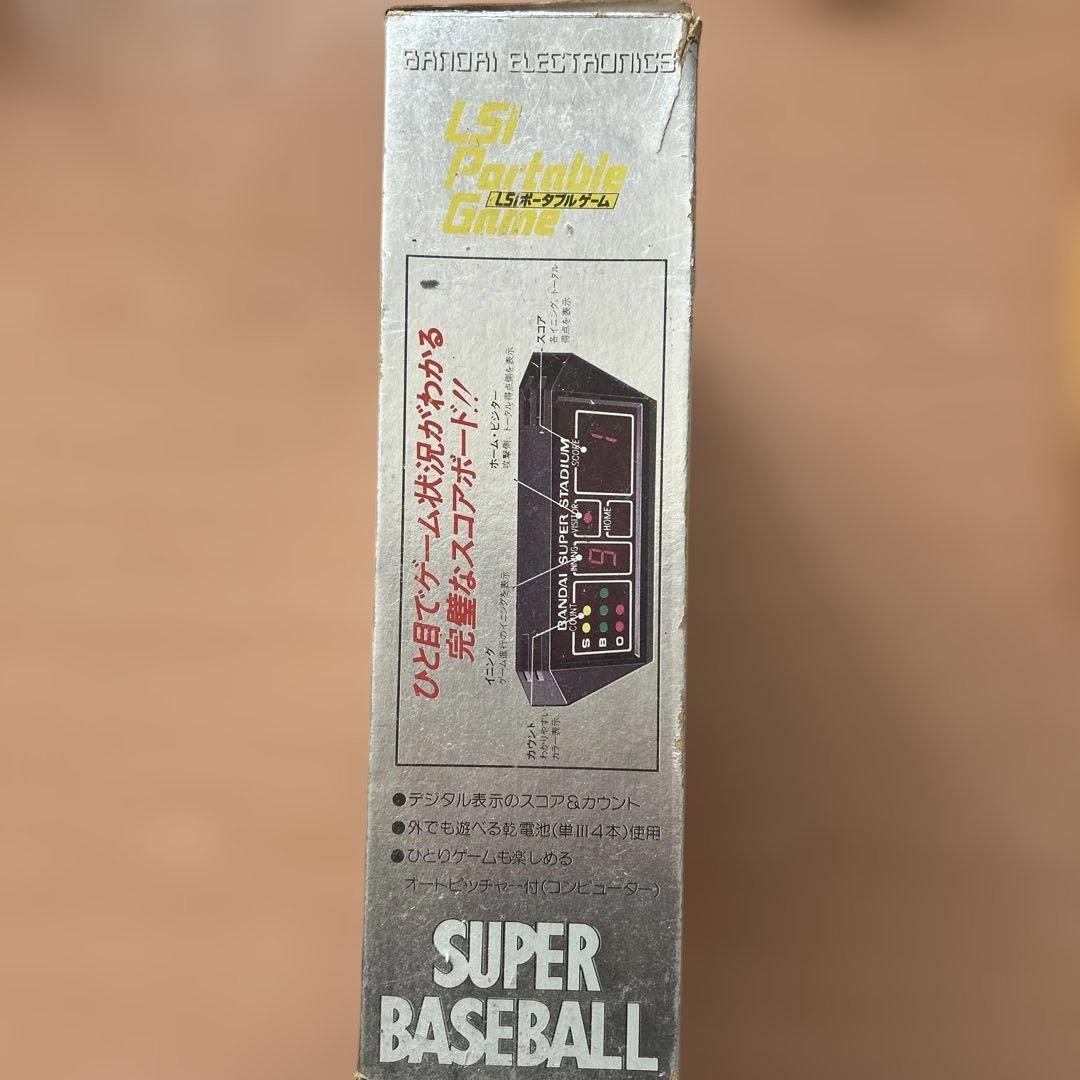 BANDAI ELECTRONICS
LSI
Portable
LSIポータブルゲーム
Game
ひと目でゲーム状況がわかる
完璧なスコアボード!!
カウント
わかりやすい
カラー表示
イニング
ゲーム進行のイニングを表示
ホーム・ビジター
攻撃側、トータル得点側を表示
スコア
各イニング、トータル
得点を表示
BANDAI SUPER STADIUM
COUNT
INNING
VISITOR
SCORE
S
B
O
9
HOME
1
●デジタル表示のスコア&カウント
●外でも遊べる乾電池(単III4本)使用
●ひとりゲームも楽しめる
オートピッチャー付(コンピューター)
SUPER
BASEBALL